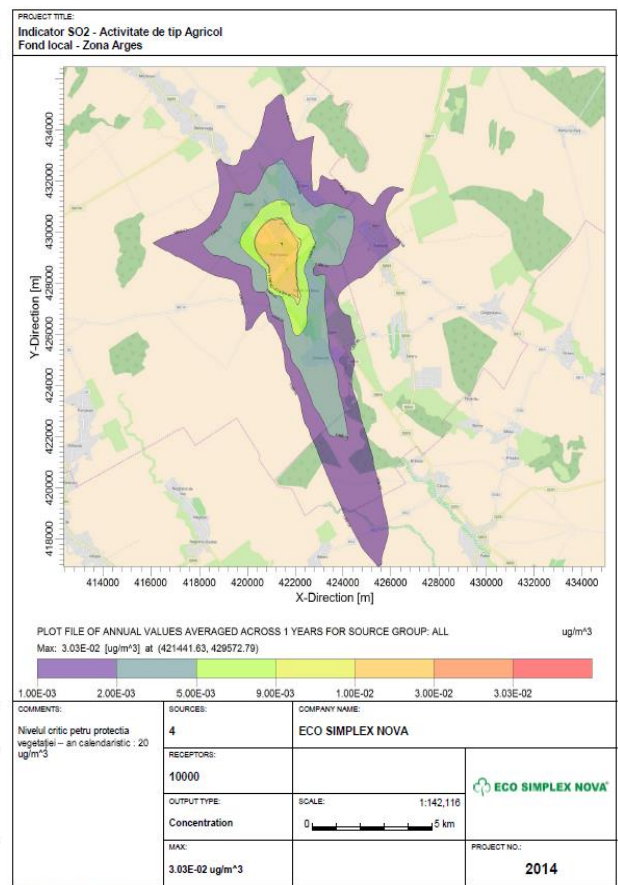 PROJECT TITLE:
Indicator SO2 - Activitate de tip Agricol
Fond local - Zona Arges
Y-Direction [m]
434000
432000
430000
428000
426000
424000
422000
420000
418000
414000 416000 418000 420000 422000 424000 426000 428000 430000 432000 434000
X-Direction [m]
PLOT FILE OF ANNUAL VALUES AVERAGED ACROSS 1 YEARS FOR SOURCE GROUP: ALL ug/m^3
Max: 3.03E-02 [ug/m^3] at (421441.63, 429572.79)
1.00E-03 2.00E-03 5.00E-03 9.00E-03 1.00E-02 3.00E-02 3.03E-02
COMMENTS:
Nivelul critic petru protectia
vegetației – an calendaristic : 20
ug/m^3
SOURCES:
4
COMPANY NAME:
ECO SIMPLEX NOVA
RECEPTORS:
10000
OUTPUT TYPE:
Concentration
SCALE: 1:142,116
0 5 km
ECO SIMPLEX NOVA
MAX:
3.03E-02 ug/m^3
PROJECT NO.:
2014